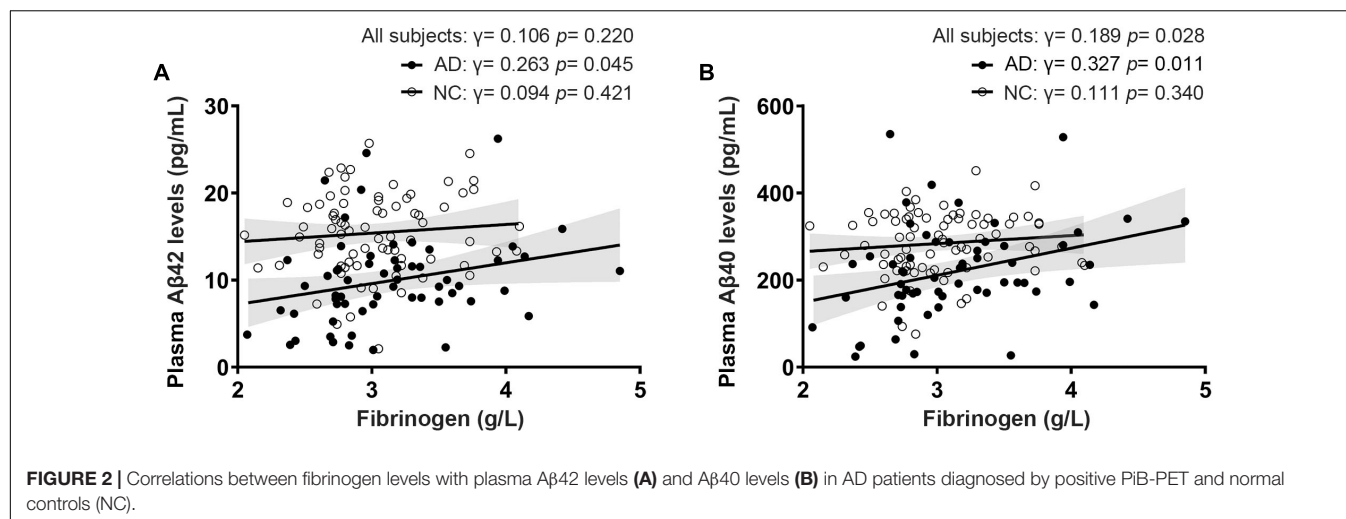 All subjects: γ= 0.106 p= 0.220
A
AD: γ= 0.263 p= 0.045
NC: γ= 0.094 p= 0.421
30
20
10
0
Plasma Aβ42 levels (pg/mL)
2 3 4 5
Fibrinogen (g/L)
All subjects: γ= 0.189 p= 0.028
B
AD: γ= 0.327 p= 0.011
NC: γ= 0.111 p= 0.340
600
400
200
0
Plasma Aβ40 levels (pg/mL)
2 3 4 5
Fibrinogen (g/L)
FIGURE 2 | Correlations between fibrinogen levels with plasma Aβ42 levels (A) and Aβ40 levels (B) in AD patients diagnosed by positive PiB-PET and normal
controls (NC).